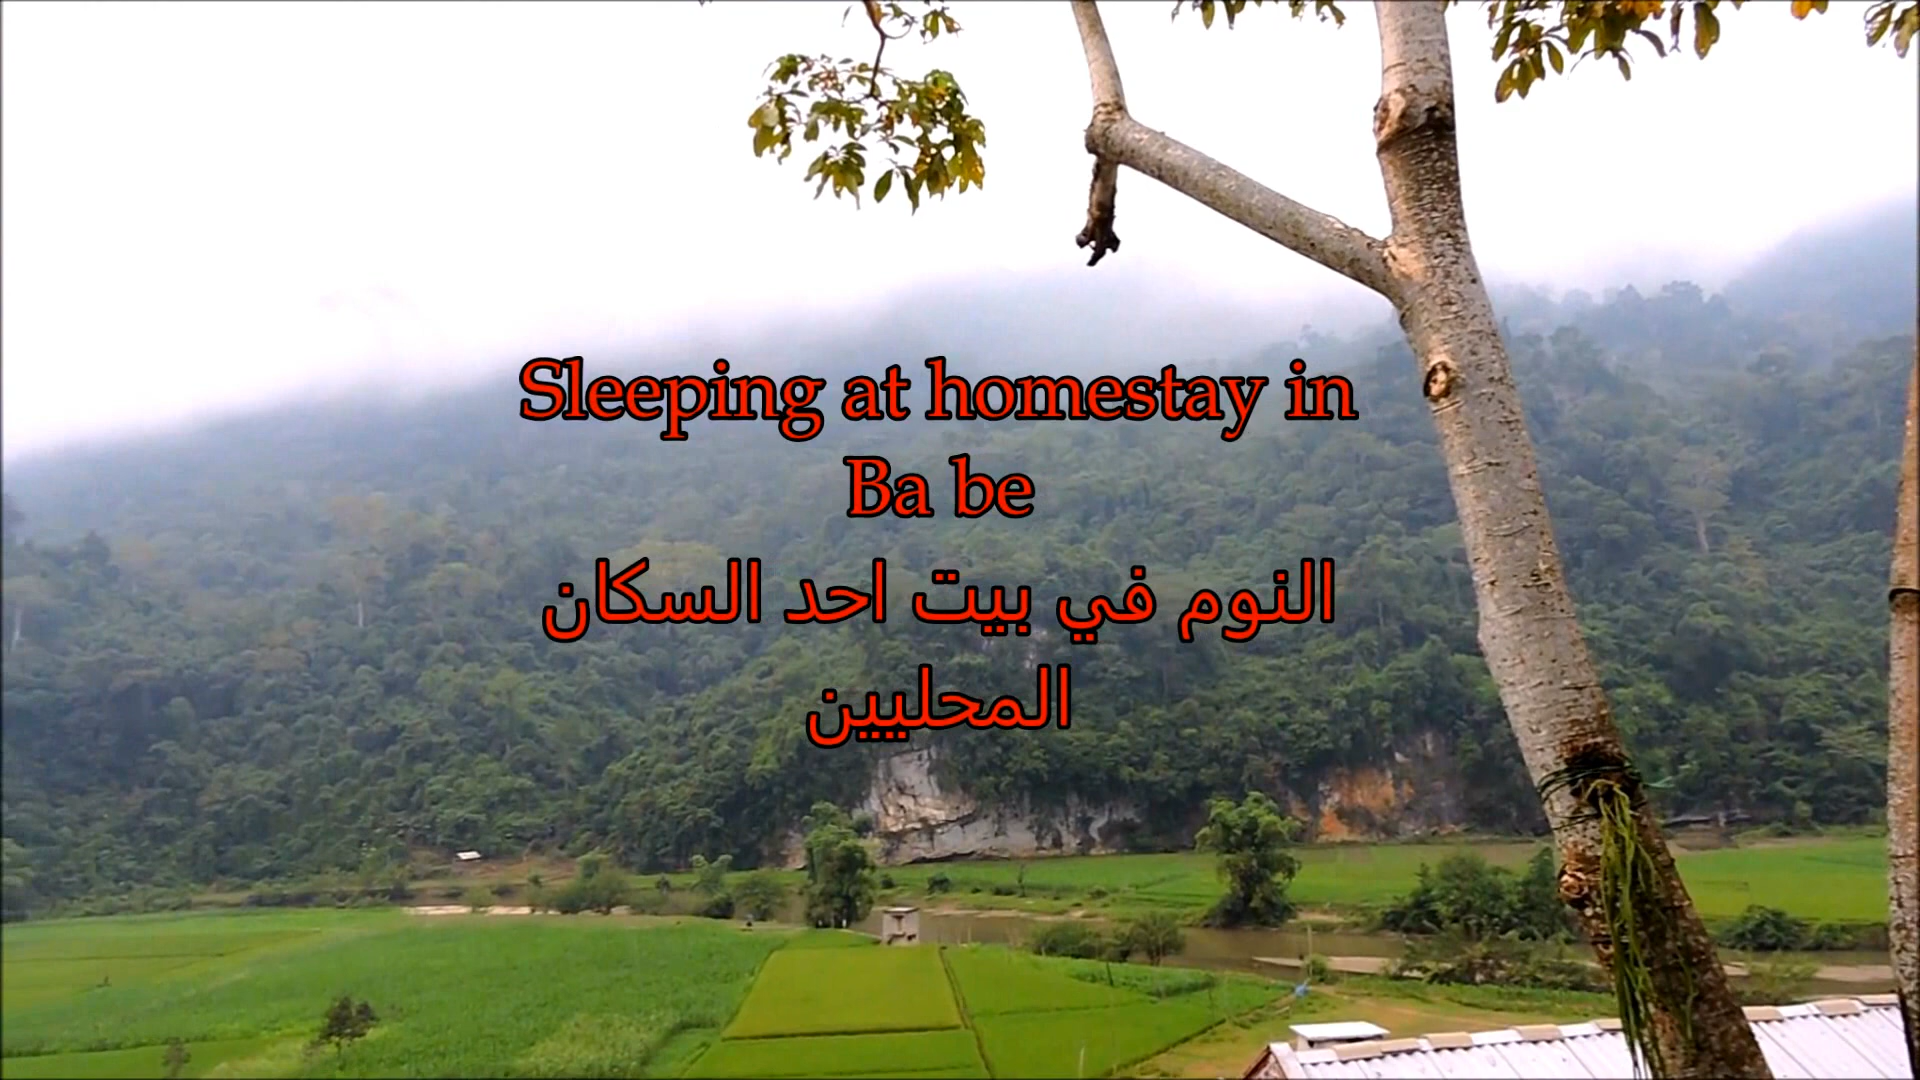 Sleeping at homestay in
Ba be
النوم في بيت احد السكان
المحليين